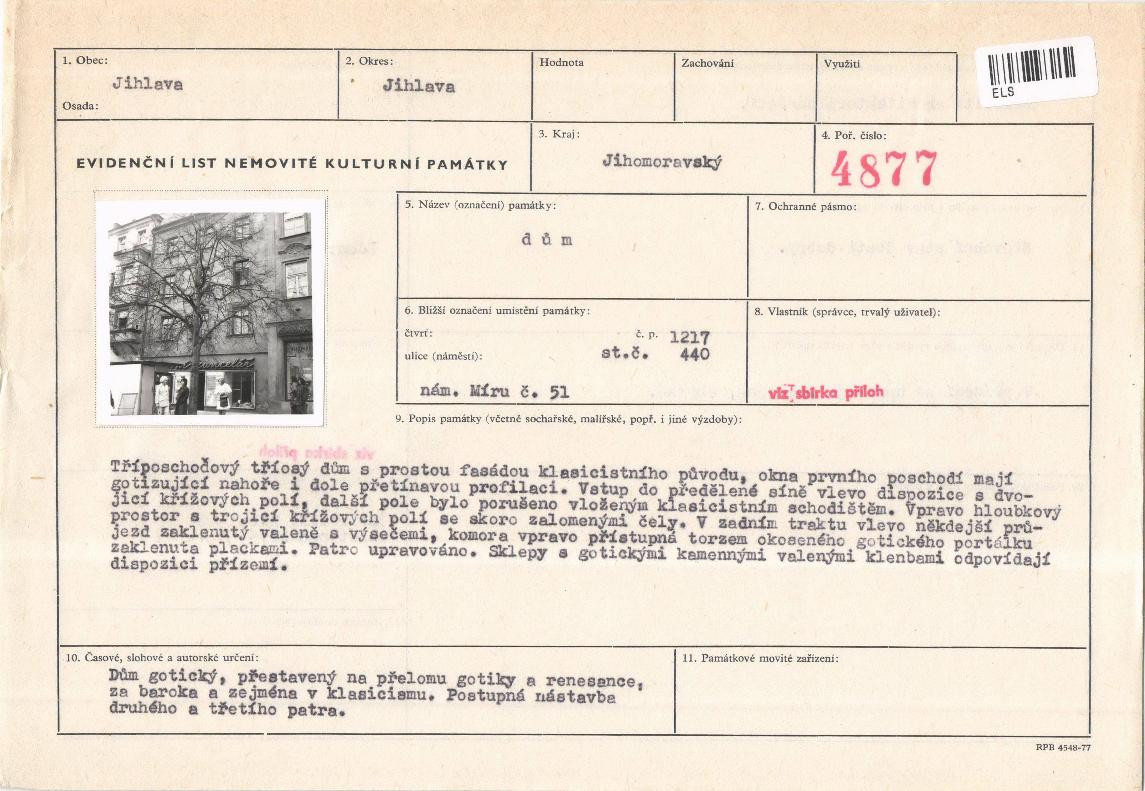 1. Obec:
Jihlava
Osada:
2. Okres:
Jihlava
Hodnota
Zachování
Využití
ELS
EVIDENČNÍ LIST NEMOVITÉ KULTURNÍ PAMÁTKY
3. Kraj:
Jihomoravský
4. Poř. číslo:
4877
5. Název (označení) památky:
dům
7. Ochranné pásmo:
6. Bližší označení umístění památky:
čtvrť:
č. p. 1217
ulice (náměstí):
st.č. 440
nám. Míru č. 51
8. Vlastník (správce, trvalý uživatel):
viz sbírka příloh
9. Popis památky (včetně sochařské, malířské, popř. i jiné výzdoby):
Tříposchoďový tříosý dům s prostou fasádou klasicistního původu, okna prvního poschodí mají
gotizující nahoře i dole přetínavou profilaci. Vstup do předělené síně vlevo dispozice s dvo-
jicí křížových polí, další pole bylo porušeno vloženým klasicistním schodištěm. Vpravo hloubkový
prostor s trojicí křížových polí se skoro zalomenými čely. V zadním traktu vlevo někdejší prů-
jezd zaklenutý valeně s výsečemi, komora vpravo přístupná torzem okoseného gotického portálku
zaklenuta plackami. Patro upravováno. Sklepy s gotickými kamennými valenými klenbami odpovídají
dispozici přízemí.
10. Časové, slohové a autorské určení:
Dům gotický, přestavený na přelomu gotiky a renesance,
za baroka a zejména v klasicismu. Postupná nástavba
druhého a třetího patra.
11. Památkové movité zařízení:
RPB 4548-77